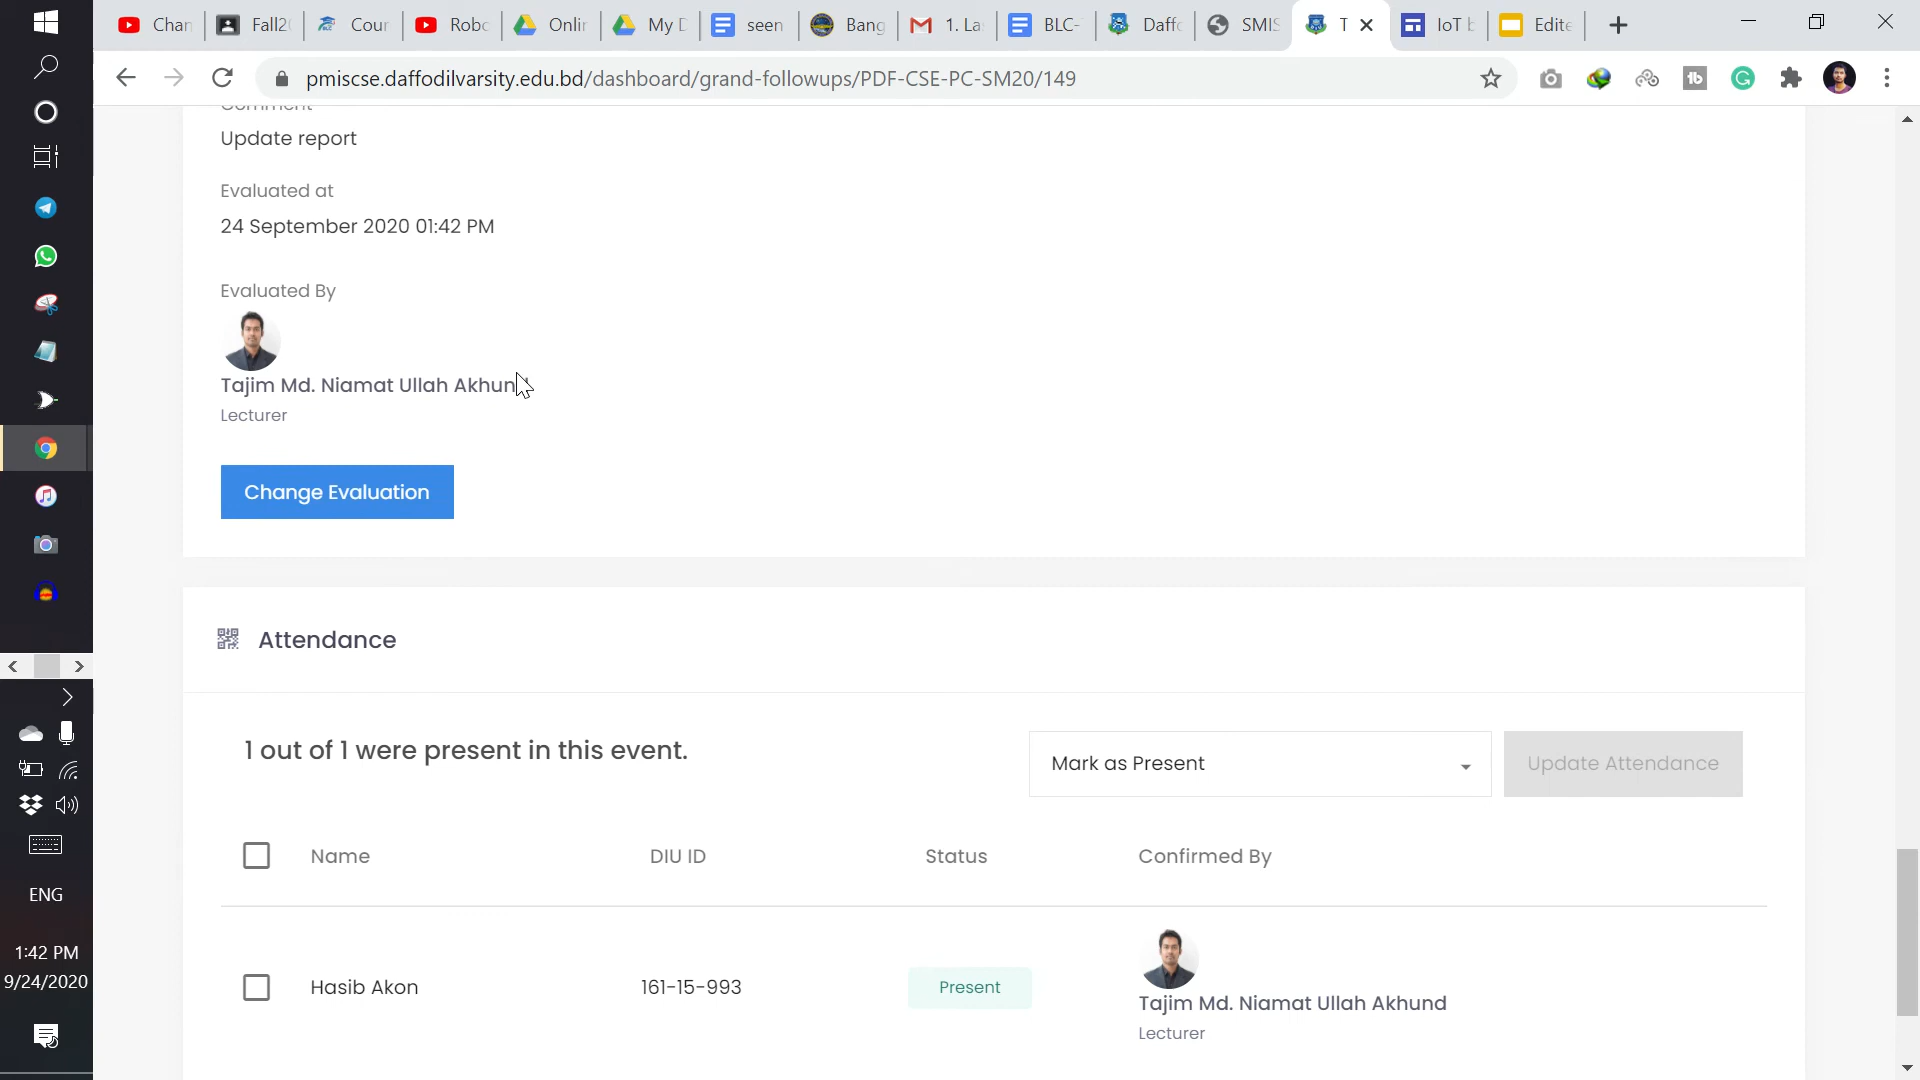 Chan
Fall2
Cour
Robo
Onlin
My D
seen
Bang
1. La
BLC-
Daffo
SMIS
T
IoT b
Edite
pmiscse.daffodilvarsity.edu.bd/dashboard/grand-followups/PDF-CSE-PC-SM20/149
Comment
Update report
Evaluated at
24 September 2020 01:42 PM
Evaluated By
Tajim Md. Niamat Ullah Akhund
Lecturer
Change Evaluation
Attendance
1 out of 1 were present in this event.
Mark as Present
Update Attendance
Name DIU ID Status Confirmed By
Hasib Akon 161-15-993 Present
Tajim Md. Niamat Ullah Akhund
Lecturer
ENG
1:42 PM
9/24/2020